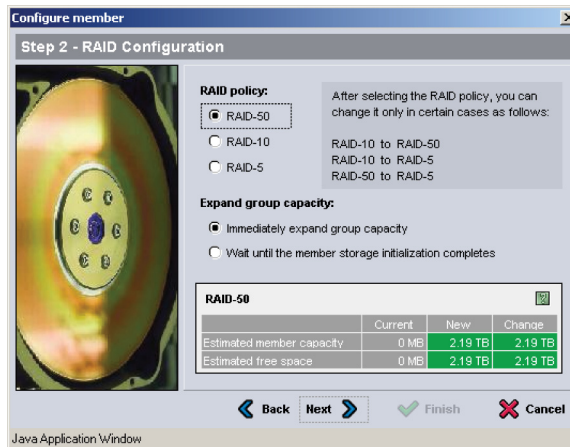 Configure member
Step 2 - RAID Configuration
RAID policy:
RAID-50
RAID-10
RAID-5
After selecting the RAID policy, you can
change it only in certain cases as follows:
RAID-10 to RAID-50
RAID-10 to RAID-5
RAID-50 to RAID-5
Expand group capacity:
Immediately expand group capacity
Wait until the member storage initialization completes
RAID-50
Current New Change
Estimated member capacity 0 MB 2.19 TB 2.19 TB
Estimated free space 0 MB 2.19 TB 2.19 TB
Back Next Finish Cancel
Java Application Window